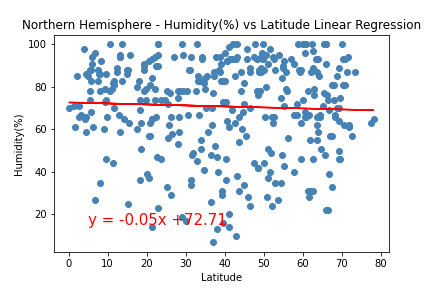 Northern Hemisphere - Humidity(%) vs Latitude Linear Regression
100
80
60
40
20
Humidity(%)
y = -0.05x +72.71
0 10 20 30 40 50 60 70 80
Latitude